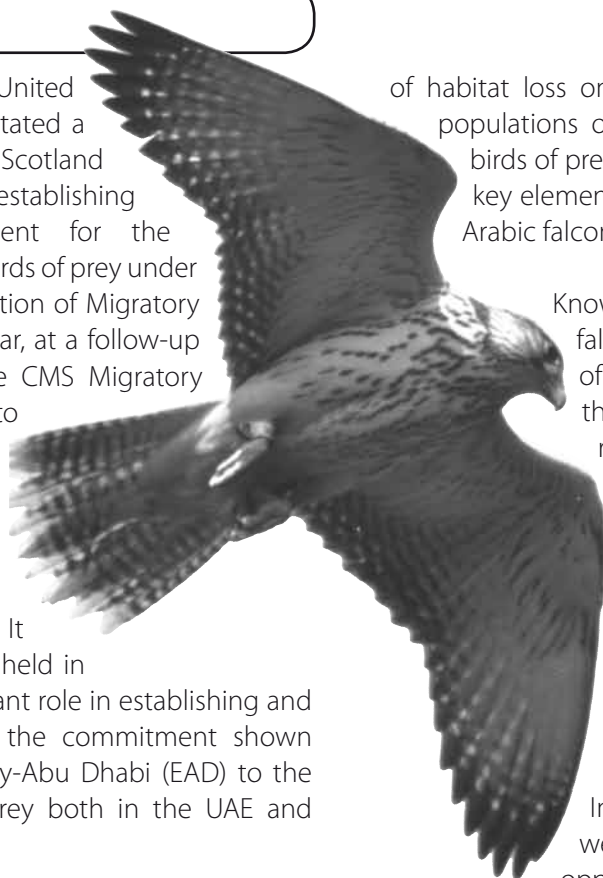 United
tated a
Scotland
establishing
ent for the
rds of prey under
tion of Migratory
ar, at a follow-up
e CMS Migratory
to
It
held in
ant role in establishing and
the commitment shown
y-Abu Dhabi (EAD) to the
rey both in the UAE and
of habitat loss or
populations o
birds of pre
key elemen
Arabic falcor
Know
fal
of
th
In
we